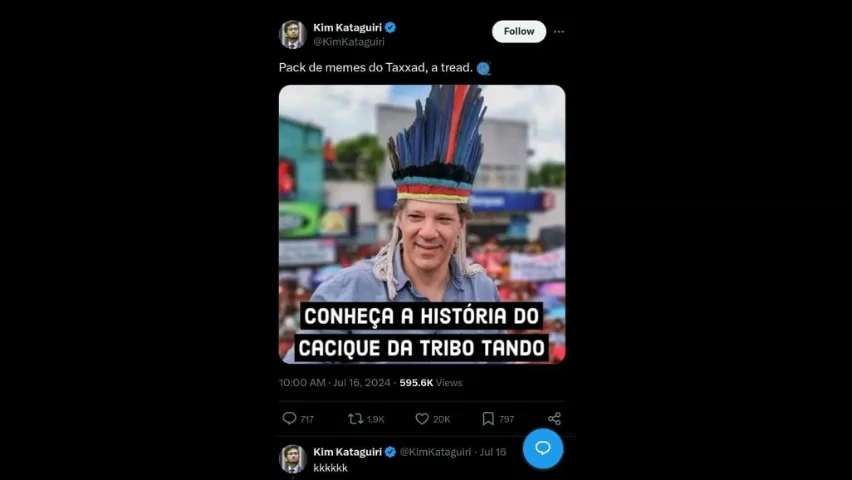 Kim Kataguiri
@KimKataguiri
Follow
Pack de memes do Taxxad, a tread.
CONHEÇA A HISTÓRIA DO
CACIQUE DA TRIBO TANDO
10:00 AM · Jul 16, 2024 · 595.6K Views
717 1.9K 20K 797
Kim Kataguiri @KimKataguiri · Jul 16
kkkkkk